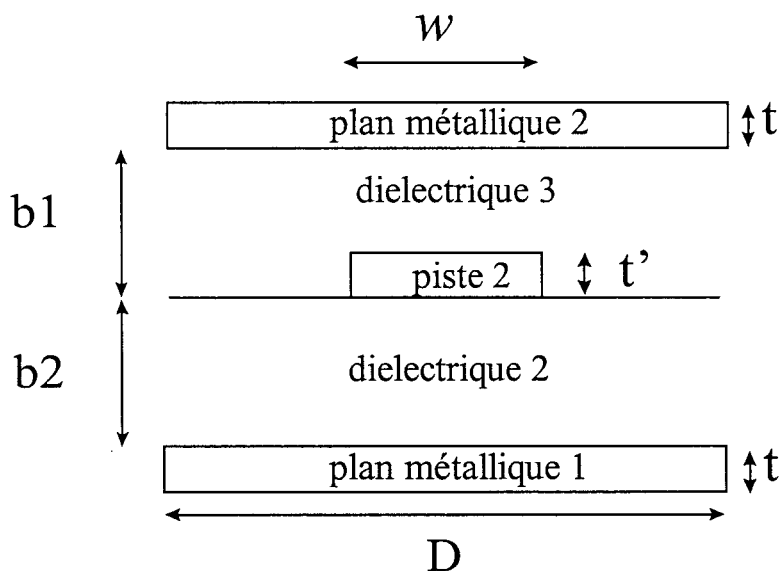 w
plan métallique 2
t
dielectrique 3
b1
piste 2
t’
b2
dielectrique 2
plan métallique 1
t
D